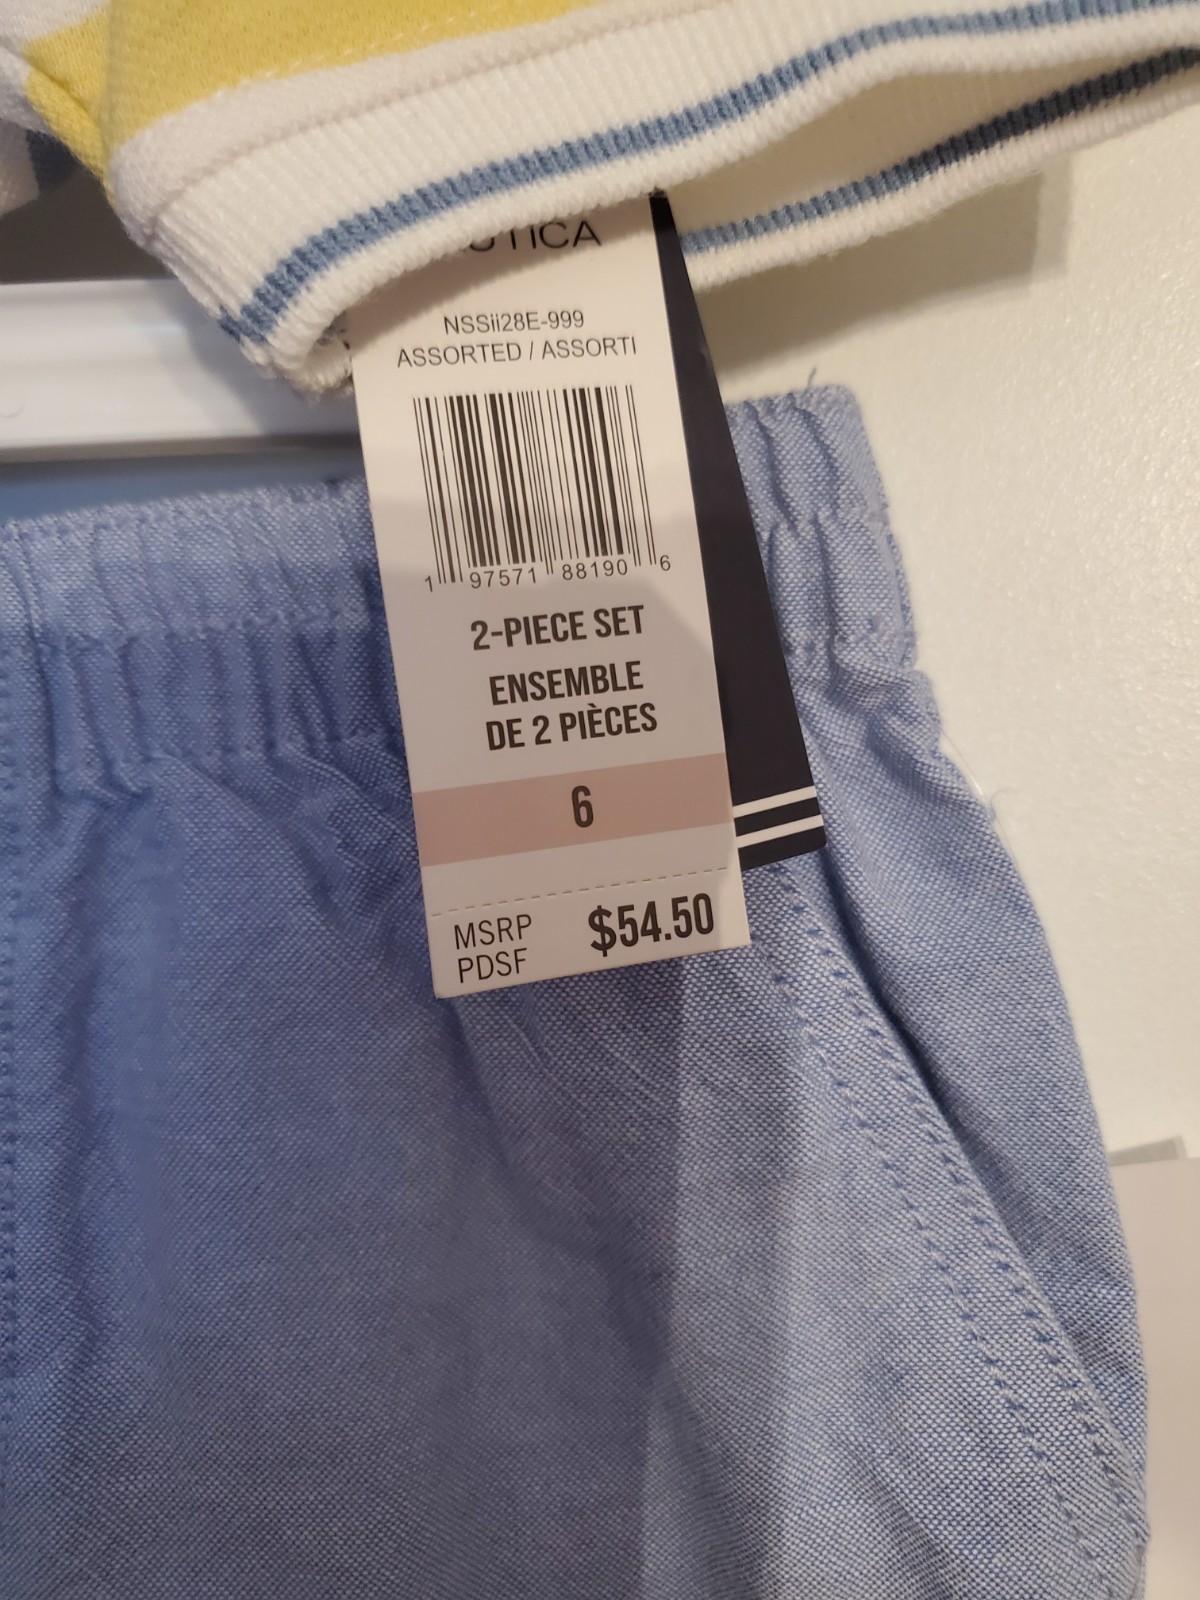 NSSii28E-999
ASSORTED / ASSORTI
1 97571 88190 6
2-PIECE SET
ENSEMBLE
DE 2 PIÈCES
6
MSRP $54.50
PDSF